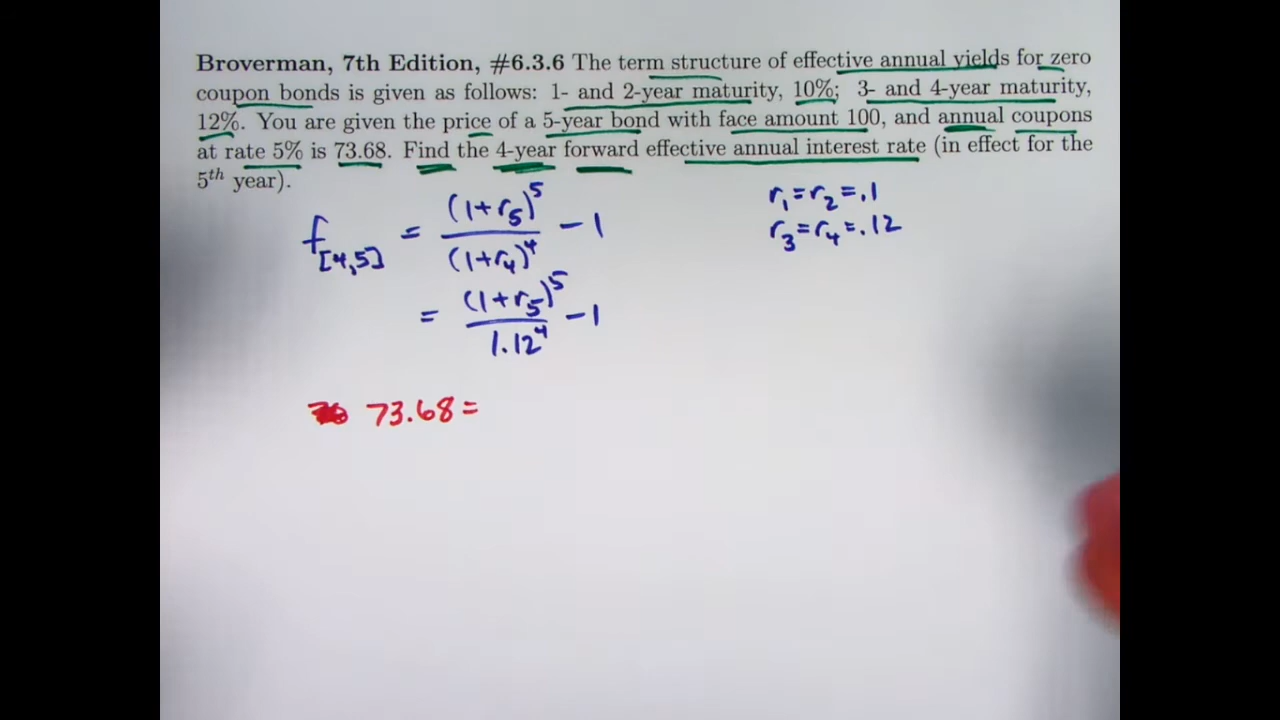 Broverman, 7th Edition, #6.3.6 The term structure of effective annual yields for zero
coupon bonds is given as follows: 1- and 2-year maturity, 10%; 3- and 4-year maturity,
12%. You are given the price of a 5-year bond with face amount 100, and annual coupons
at rate 5% is 73.68. Find the 4-year forward effective annual interest rate (in effect for the
5th year).
f[4,5] = (1+r5)^5 / (1+r4)^4 - 1
r1=r2=.1
r3=r4=.12
= (1+r5)^5 / 1.12^4 - 1
73.68 =